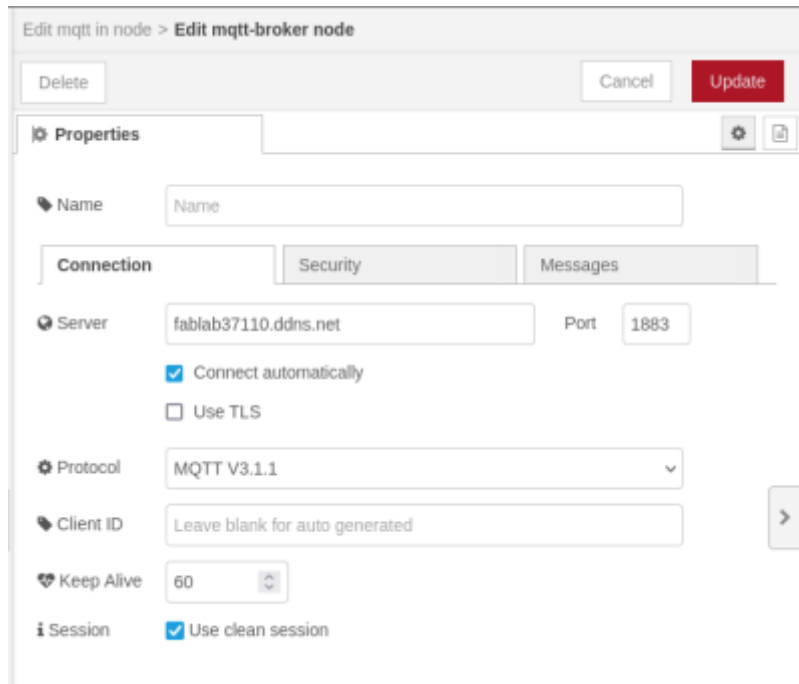 Edit mqtt in node > Edit mqtt-broker node
Delete Cancel Update
Properties
Name Name
Connection Security Messages
Server fablab37110.ddns.net Port 1883
Connect automatically
Use TLS
Protocol MQTT V3.1.1
Client ID Leave blank for auto generated
Keep Alive 60
Session Use clean session